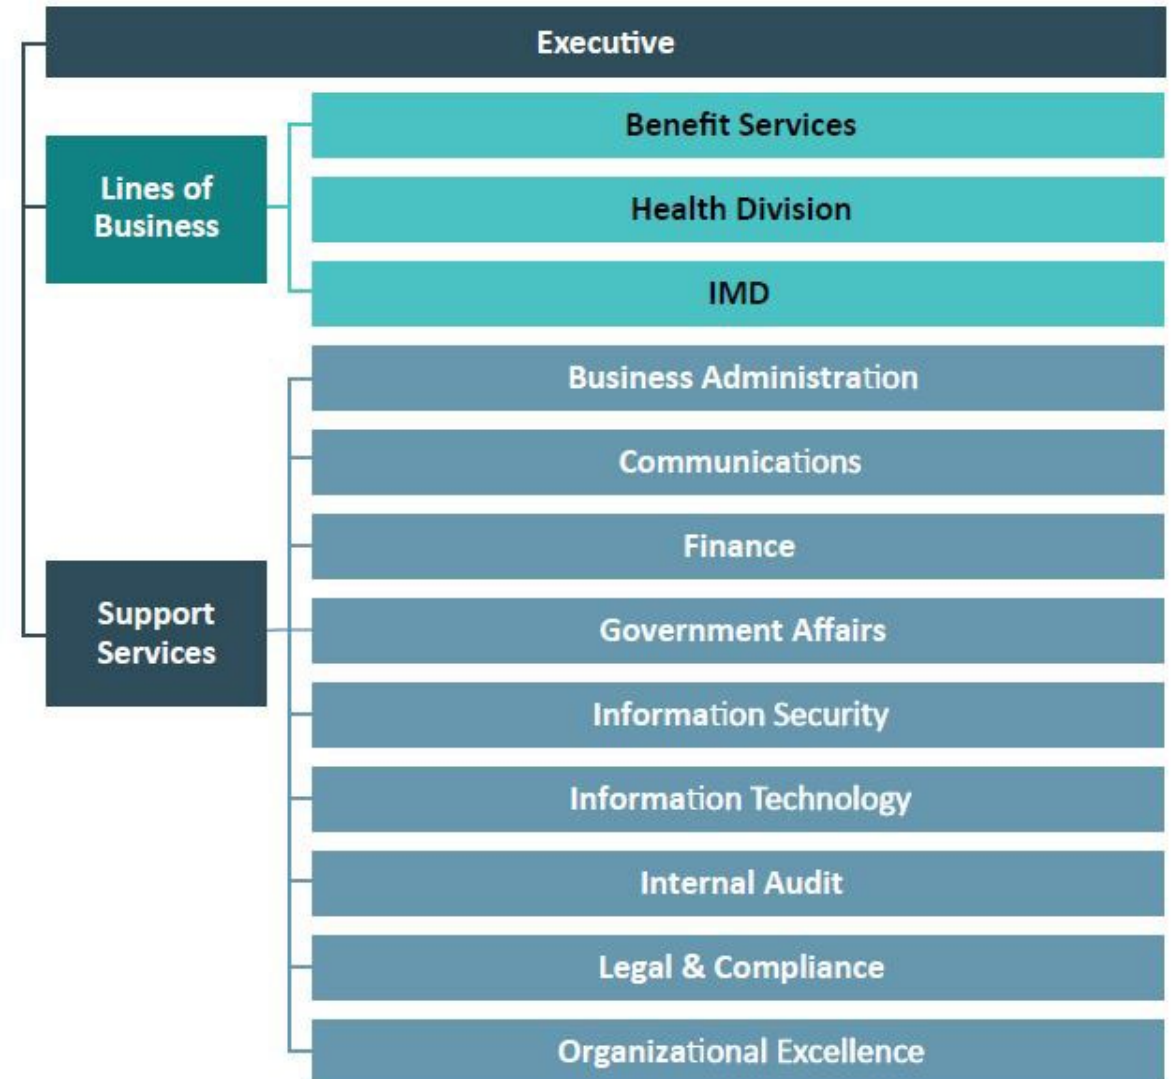 Executive
Lines of
Business
Benefit Services
Health Division
IMD
Support
Services
Business Administration
Communications
Finance
Government Affairs
Information Security
Information Technology
Internal Audit
Legal & Compliance
Organizational Excellence